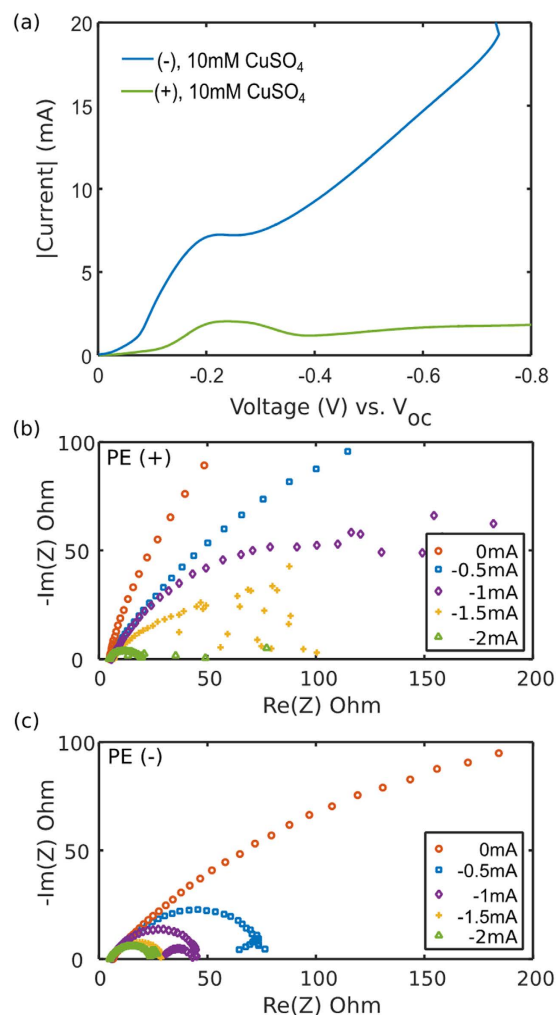 (a)
(-), 10mM CuSO4
(+), 10mM CuSO4
|Current| (mA)
20
15
10
5
0
0 -0.2 -0.4 -0.6 -0.8
Voltage (V) vs. Voc
(b)
PE (+)
-Im(Z) Ohm
100
50
0
0mA
-0.5mA
-1mA
-1.5mA
-2mA
0 50 100 150 200
Re(Z) Ohm
(c)
PE (-)
-Im(Z) Ohm
100
50
0
0mA
-0.5mA
-1mA
-1.5mA
-2mA
0 50 100 150 200
Re(Z) Ohm